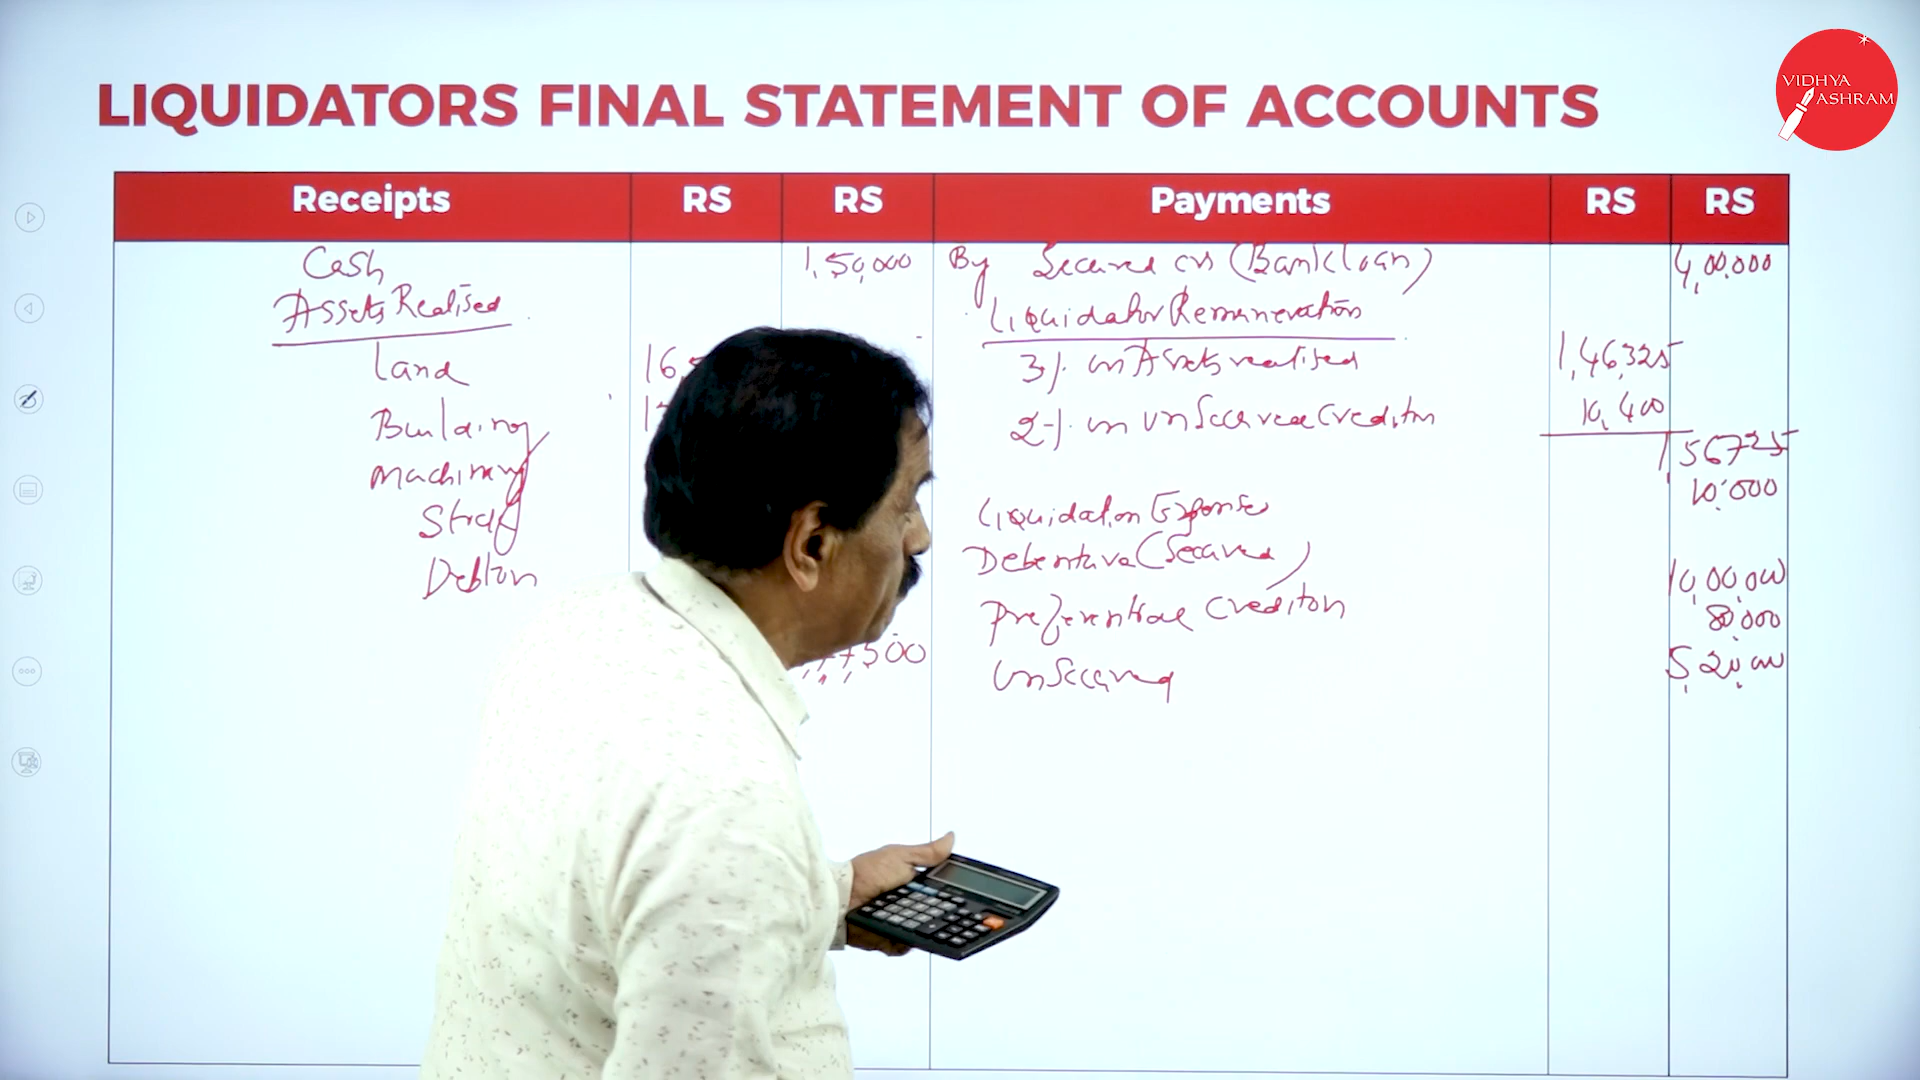 LIQUIDATORS FINAL STATEMENT OF ACCOUNTS
VIDHYA
ASHRAM
Receipts RS RS Payments RS RS
Cash 1,50,000 By Secured crs (Bank loan) 4,00,000
Assets Realised Liquidator Remuneration
Land 16, 3% on Assets realised 1,46,325
Building 2% on unsecured creditors 10,400
1,56,725
Machinery 10,000
Liquidation Expenses
Debenture (Secured) 10,00,000
Debtors Preferential Creditors 80,000
500 Unsecured 5,20,000